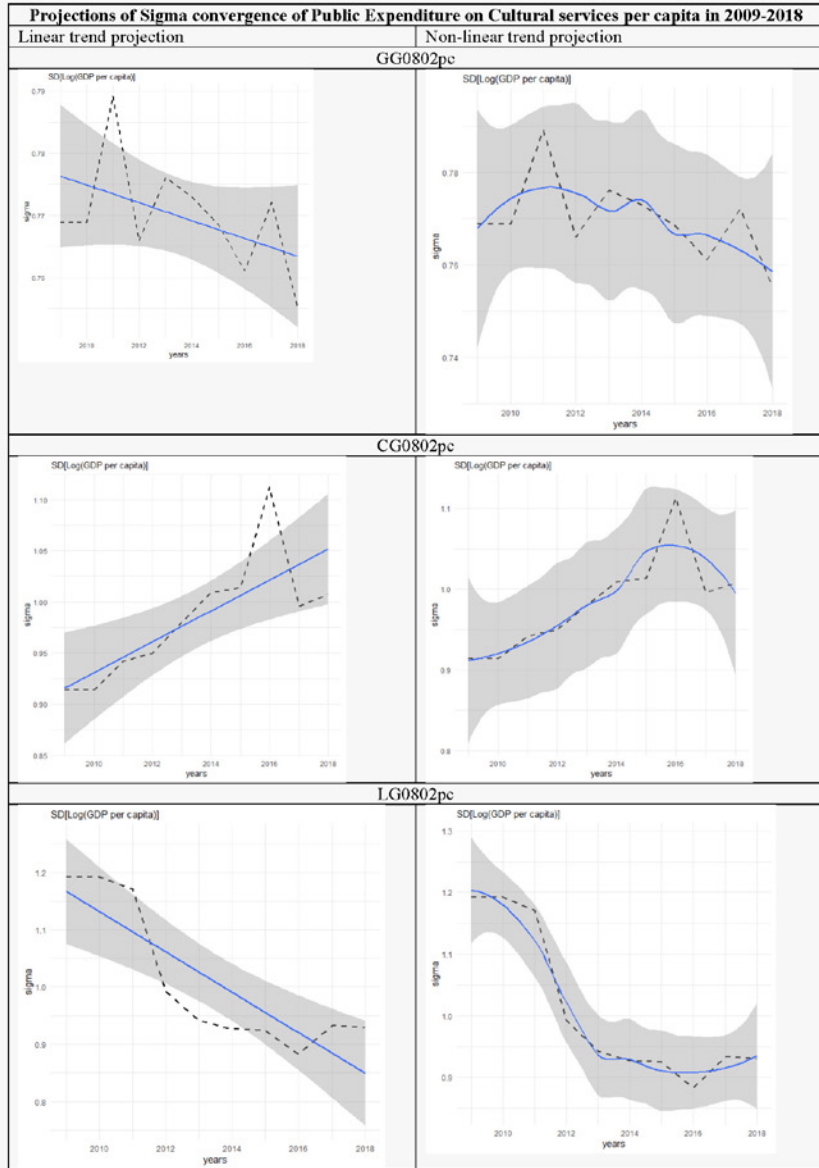 Projections of Sigma convergence of Public Expenditure on Cultural services per capita in 2009-2018
Linear trend projection
Non-linear trend projection
GG0802pc
SD[Log(GDP per capita)]
0.79
0.78
0.77
0.76
sigma
2010 2012 2014 2016 2018
years
SD[Log(GDP per capita)]
0.78
0.76
0.74
sigma
2010 2012 2014 2016 2018
years
CG0802pc
SD[Log(GDP per capita)]
1.10
1.05
1.00
0.95
0.90
0.85
sigma
2010 2012 2014 2016 2018
years
SD[Log(GDP per capita)]
1.1
1.0
0.9
0.8
sigma
2010 2012 2014 2016 2018
years
LG0802pc
SD[Log(GDP per capita)]
1.2
1.1
1.0
0.9
0.8
sigma
2010 2012 2014 2016 2018
years
SD[Log(GDP per capita)]
1.3
1.2
1.1
1.0
0.9
sigma
2010 2012 2014 2016 2018
years